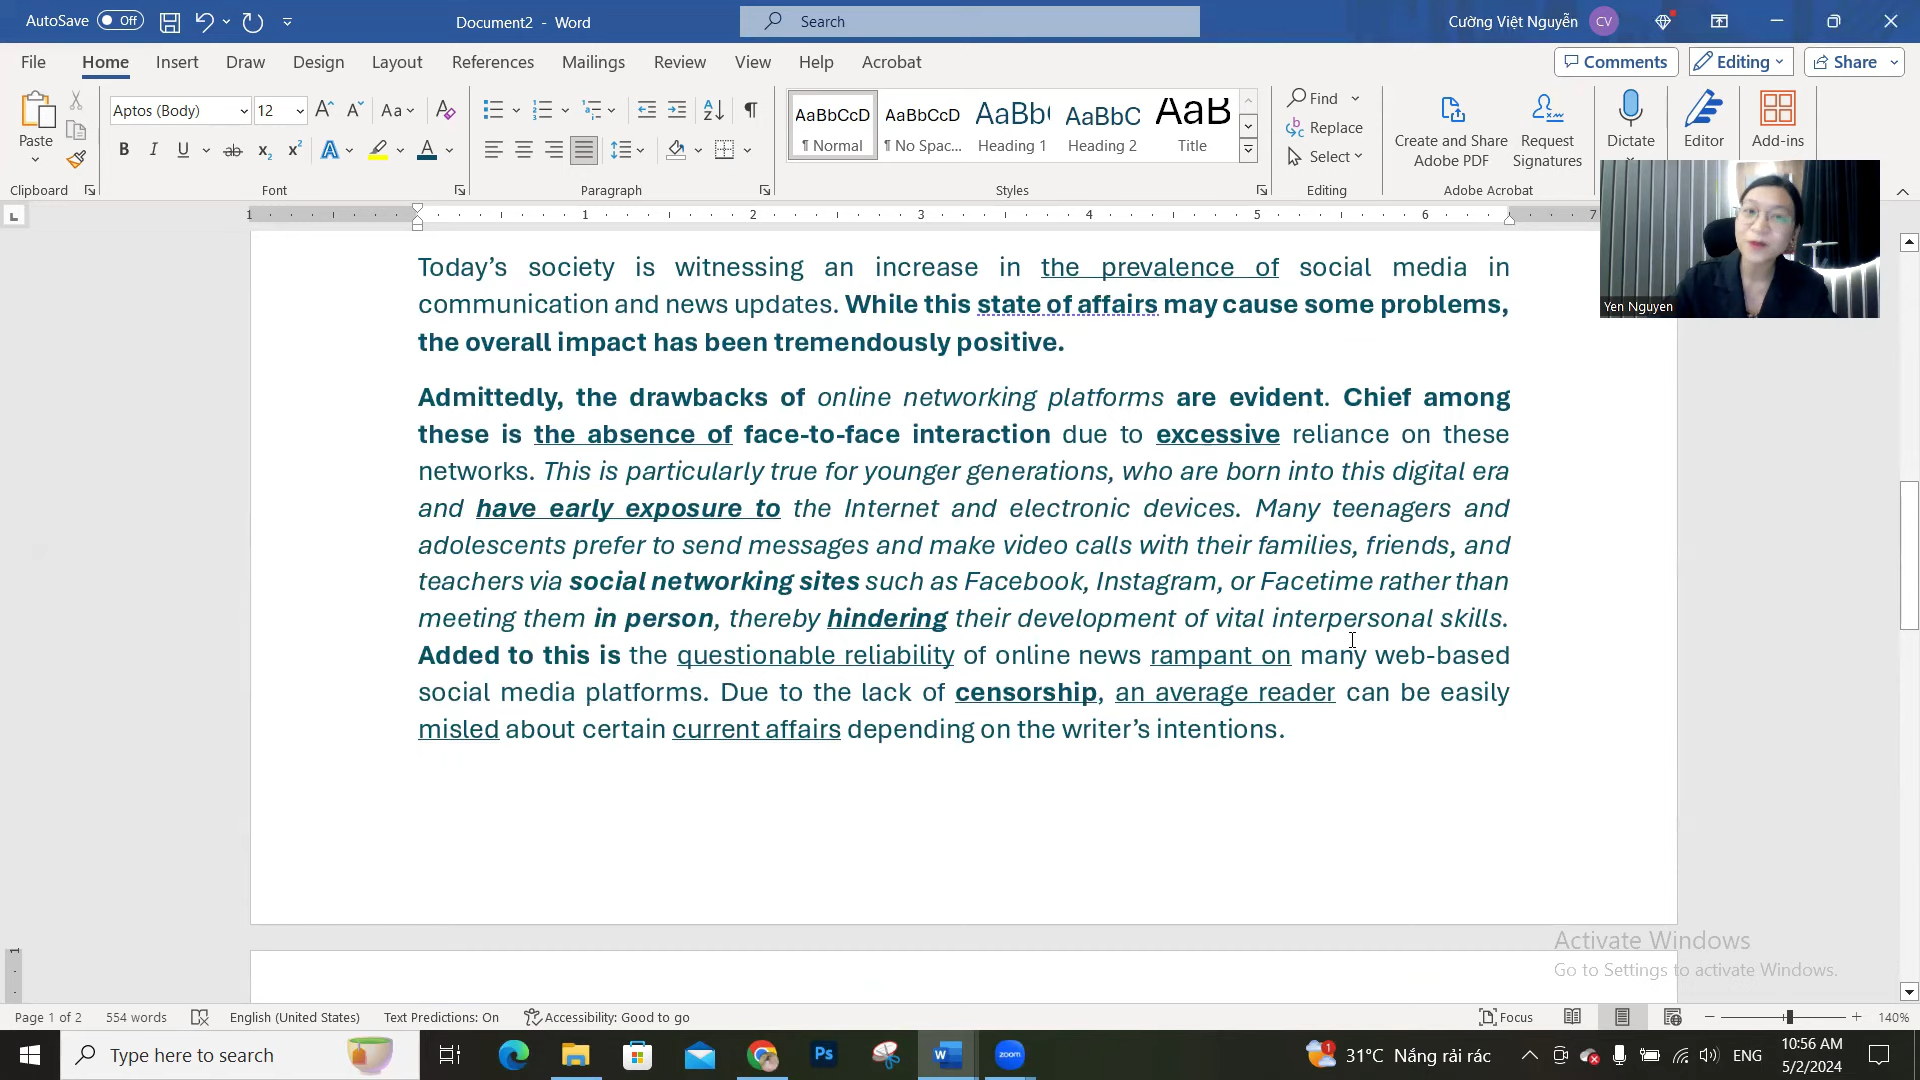 AutoSave Off Document2 - Word Search Cường Việt Nguyễn CV
File Home Insert Draw Design Layout References Mailings Review View Help Acrobat Comments Editing Share
Paste Aptos (Body) 12 Aa AaBbCcD AaBbCcD AaBb( AaBbC AaB Find Replace Select
¶ Normal ¶ No Spac... Heading 1 Heading 2 Title
Create and Share Adobe PDF Request Signatures Dictate Editor Add-ins
Clipboard Font Paragraph Styles Editing Adobe Acrobat
1 1 2 3 4 5 6 7
Yen Nguyen
Today’s society is witnessing an increase in the prevalence of social media in
communication and news updates. While this state of affairs may cause some problems,
the overall impact has been tremendously positive.
Admittedly, the drawbacks of online networking platforms are evident. Chief among
these is the absence of face-to-face interaction due to excessive reliance on these
networks. This is particularly true for younger generations, who are born into this digital era
and have early exposure to the Internet and electronic devices. Many teenagers and
adolescents prefer to send messages and make video calls with their families, friends, and
teachers via social networking sites such as Facebook, Instagram, or Facetime rather than
meeting them in person, thereby hindering their development of vital interpersonal skills.
Added to this is the questionable reliability of online news rampant on many web-based
social media platforms. Due to the lack of censorship, an average reader can be easily
misled about certain current affairs depending on the writer’s intentions.
Activate Windows
Go to Settings to activate Windows.
Page 1 of 2 554 words English (United States) Text Predictions: On Accessibility: Good to go Focus 140%
Type here to search Ps zoom 31°C Nắng rải rác ENG 10:56 AM
5/2/2024